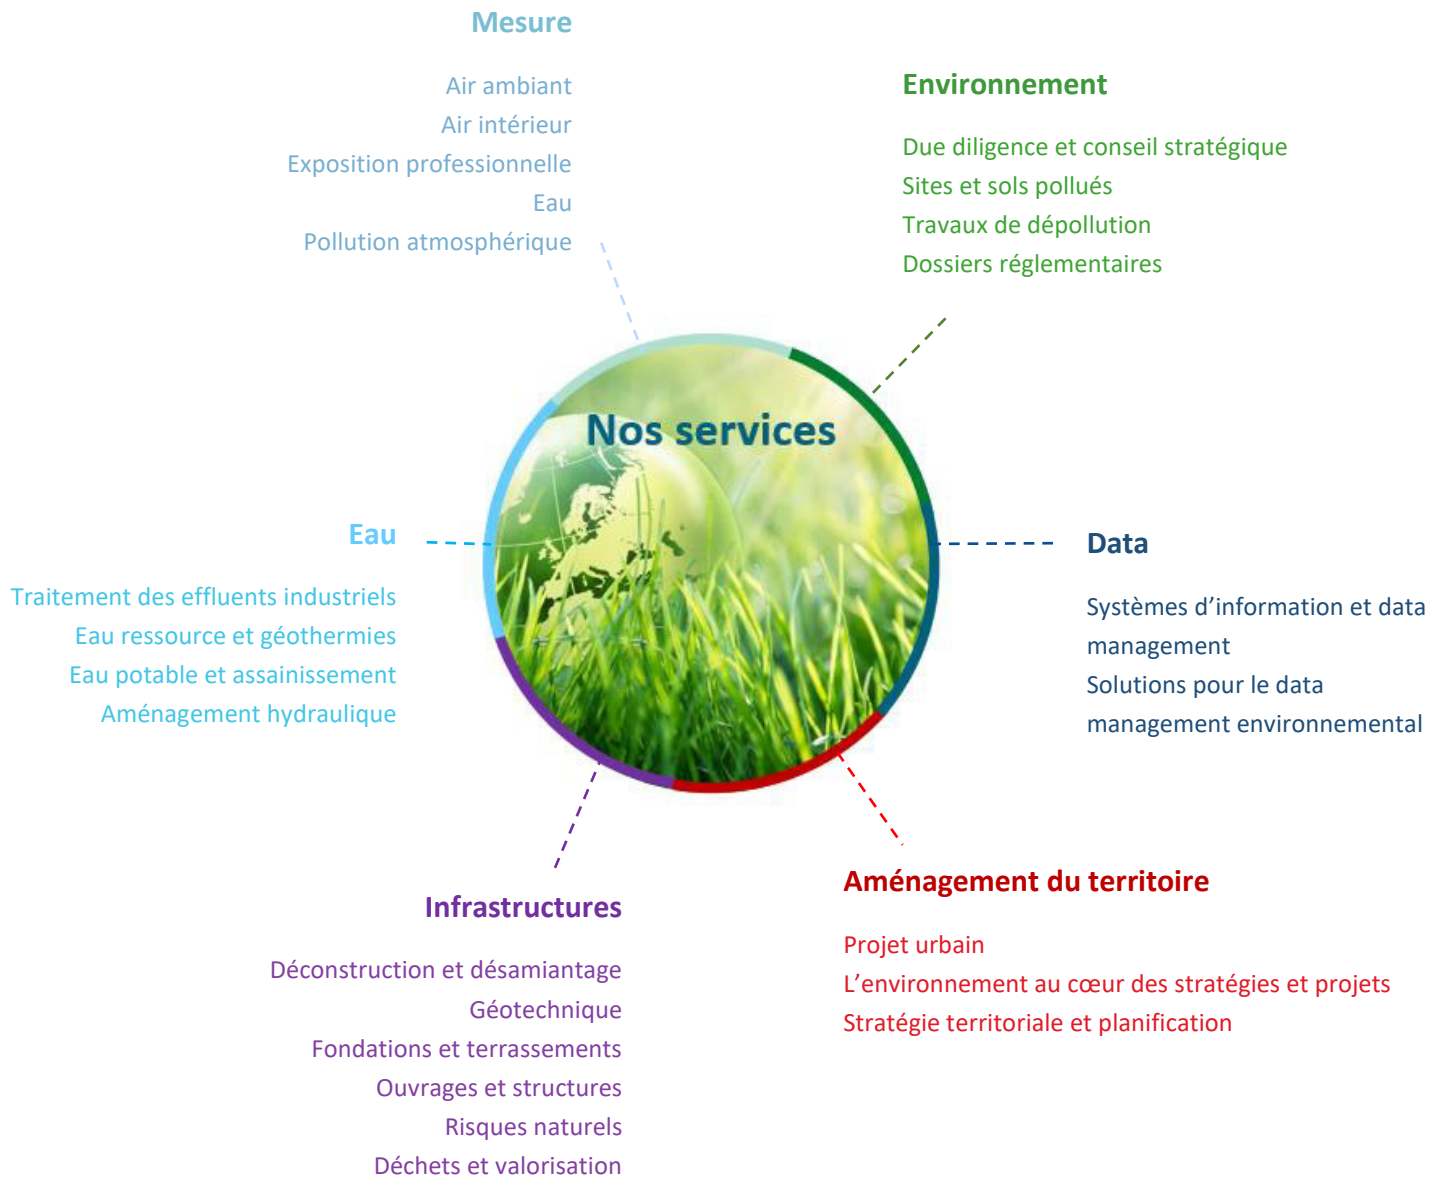 Mesure
Air ambiant
Air intérieur
Exposition professionnelle
Eau
Pollution atmosphérique
Environnement
Due diligence et conseil stratégique
Sites et sols pollués
Travaux de dépollution
Dossiers réglementaires
Nos services
Eau
Traitement des effluents industriels
Eau ressource et géothermies
Eau potable et assainissement
Aménagement hydraulique
Data
Systèmes d’information et data
management
Solutions pour le data
management environnemental
Infrastructures
Déconstruction et désamiantage
Géotechnique
Fondations et terrassements
Ouvrages et structures
Risques naturels
Déchets et valorisation
Aménagement du territoire
Projet urbain
L’environnement au cœur des stratégies et projets
Stratégie territoriale et planification